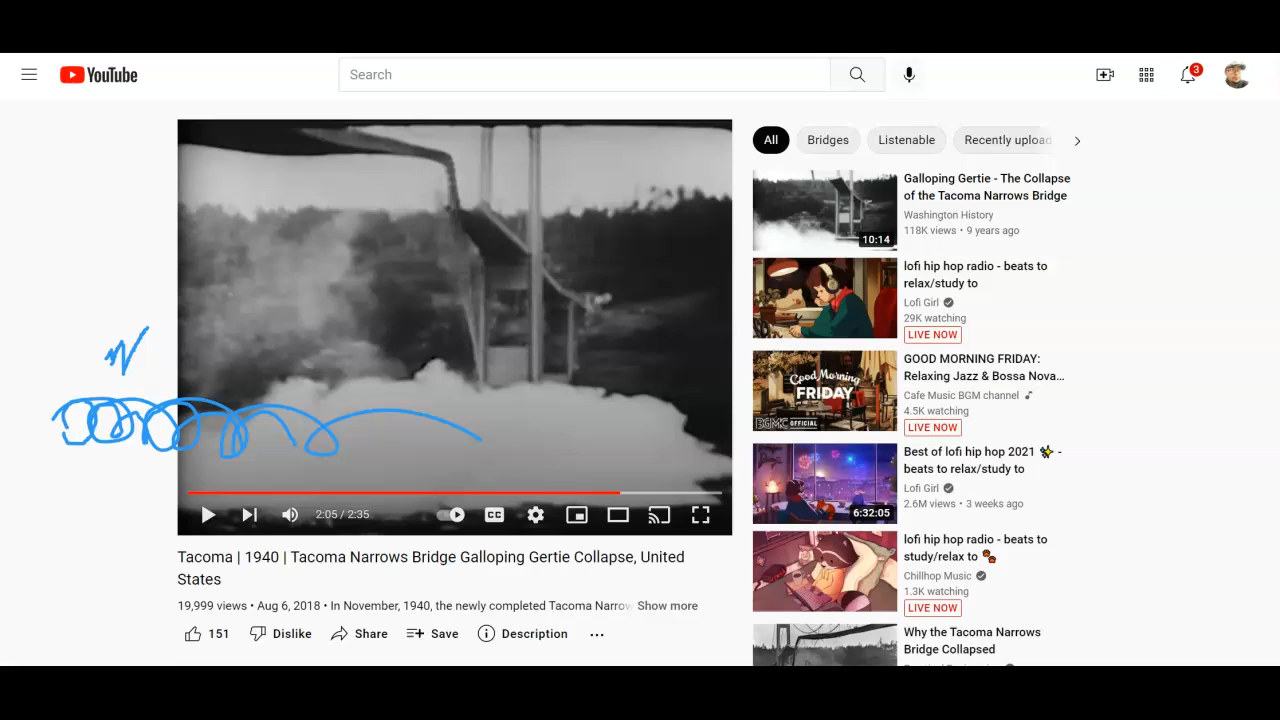 YouTube
Search
3
All
Bridges
Listenable
Recently upload
Galloping Gertie - The Collapse
of the Tacoma Narrows Bridge
Washington History
118K views • 9 years ago
10:14
lofi hip hop radio - beats to
relax/study to
Lofi Girl
29K watching
LIVE NOW
Good Morning
FRIDAY
BGMC OFFICIAL
GOOD MORNING FRIDAY:
Relaxing Jazz & Bossa Nova...
Cafe Music BGM channel
4.5K watching
LIVE NOW
Best of lofi hip hop 2021 ✨ -
beats to relax/study to
Lofi Girl
2.6M views • 3 weeks ago
6:32:05
lofi hip hop radio - beats to
study/relax to
Chillhop Music
1.3K watching
LIVE NOW
Why the Tacoma Narrows
Bridge Collapsed
2:05 / 2:35
CC
Tacoma | 1940 | Tacoma Narrows Bridge Galloping Gertie Collapse, United
States
19,999 views • Aug 6, 2018 • In November, 1940, the newly completed Tacoma Narrow
Show more
151
Dislike
Share
Save
Description